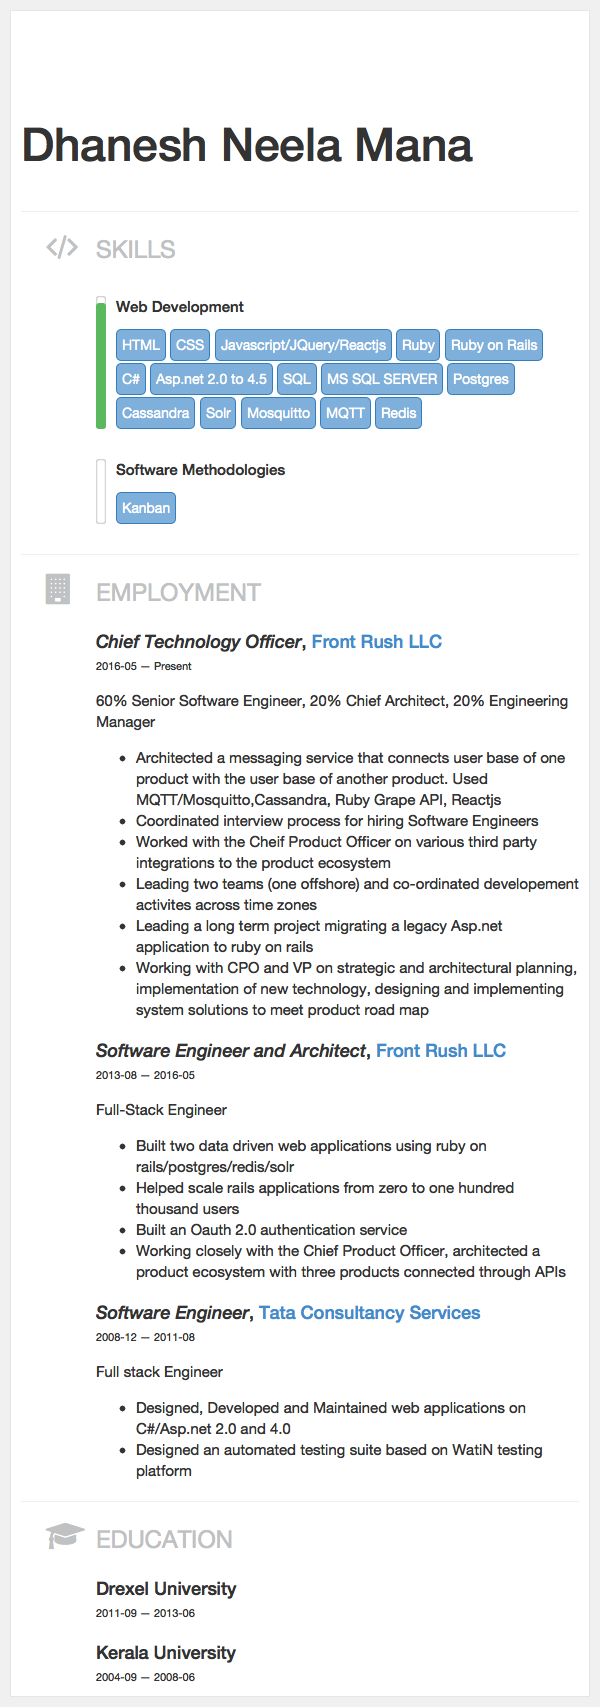 Dhanesh Neela Mana
SKILLS
Web Development
HTML CSS Javascript/JQuery/Reactjs Ruby Ruby on Rails
C# Asp.net 2.0 to 4.5 SQL MS SQL SERVER Postgres
Cassandra Solr Mosquitto MQTT Redis
Software Methodologies
Kanban
EMPLOYMENT
Chief Technology Officer, Front Rush LLC
2016-05 — Present
60% Senior Software Engineer, 20% Chief Architect, 20% Engineering
Manager
• Architected a messaging service that connects user base of one
product with the user base of another product. Used
MQTT/Mosquitto,Cassandra, Ruby Grape API, Reactjs
• Coordinated interview process for hiring Software Engineers
• Worked with the Cheif Product Officer on various third party
integrations to the product ecosystem
• Leading two teams (one offshore) and co-ordinated developement
activites across time zones
• Leading a long term project migrating a legacy Asp.net
application to ruby on rails
• Working with CPO and VP on strategic and architectural planning,
implementation of new technology, designing and implementing
system solutions to meet product road map
Software Engineer and Architect, Front Rush LLC
2013-08 — 2016-05
Full-Stack Engineer
• Built two data driven web applications using ruby on
rails/postgres/redis/solr
• Helped scale rails applications from zero to one hundred
thousand users
• Built an Oauth 2.0 authentication service
• Working closely with the Chief Product Officer, architected a
product ecosystem with three products connected through APIs
Software Engineer, Tata Consultancy Services
2008-12 — 2011-08
Full stack Engineer
• Designed, Developed and Maintained web applications on
C#/Asp.net 2.0 and 4.0
• Designed an automated testing suite based on WatiN testing
platform
EDUCATION
Drexel University
2011-09 — 2013-06
Kerala University
2004-09 — 2008-06